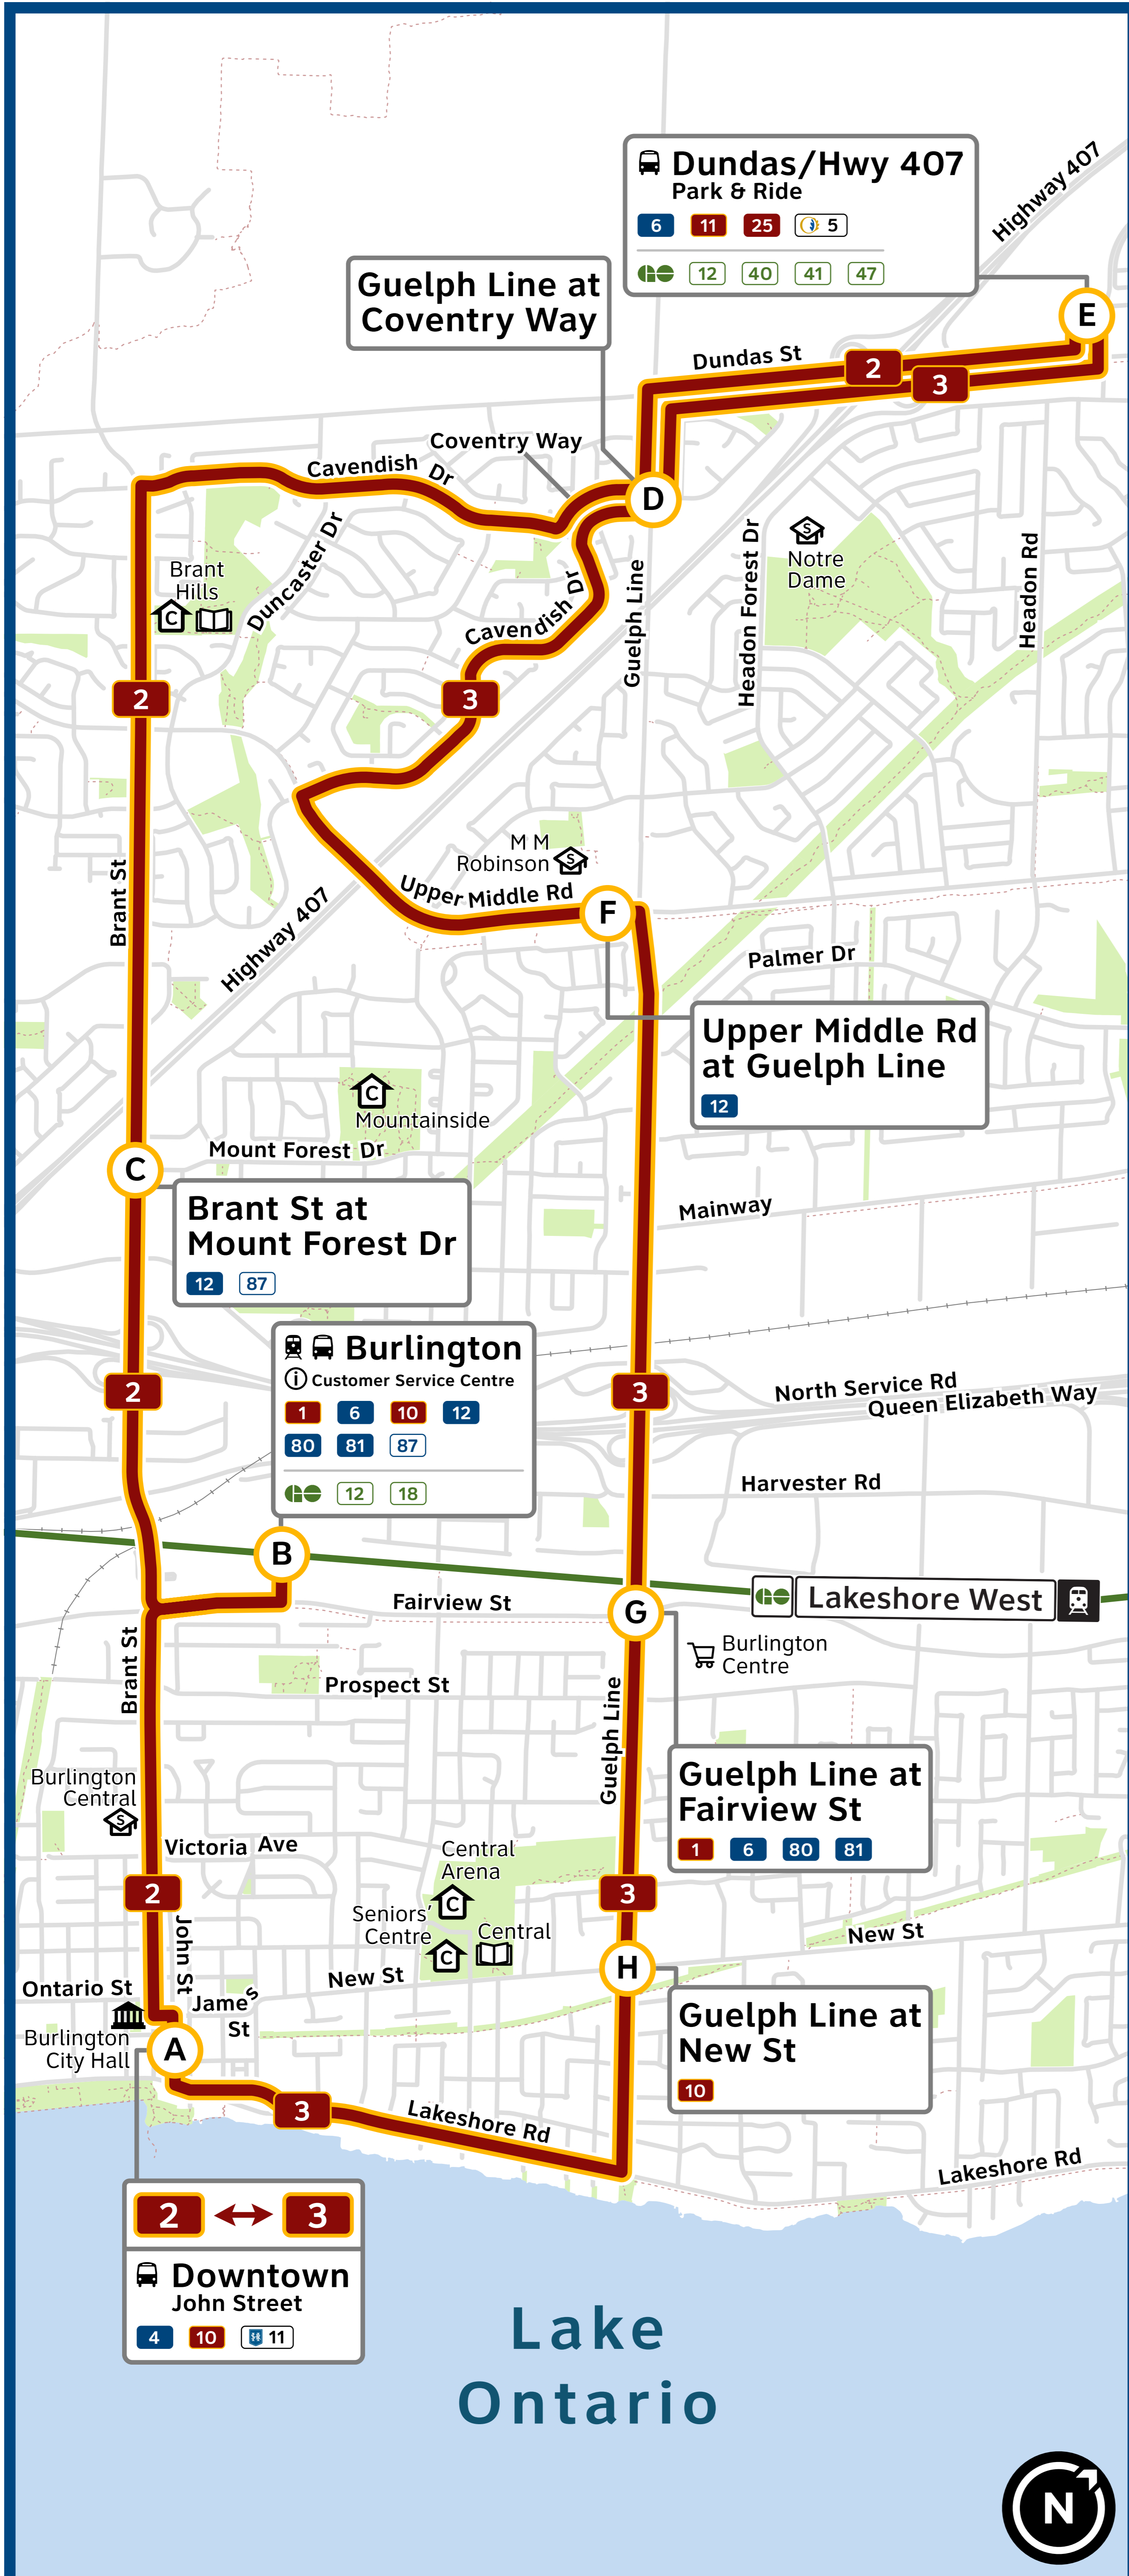 Dundas/Hwy 407
Park & Ride
6 11 25 5
12 40 41 47
Highway 407
E
Guelph Line at
Coventry Way
Dundas St
2
3
Coventry Way
Cavendish Dr
D
Duncaster Dr
Brant
Hills
C
Cavendish Dr
Guelph Line
Headon Forest Dr
S
Notre
Dame
Headon Rd
2
3
Brant St
Highway 407
M M
Robinson
S
Upper Middle Rd
F
Palmer Dr
Upper Middle Rd
at Guelph Line
12
C
Mountainside
Mount Forest Dr
C
Brant St at
Mount Forest Dr
12 87
Mainway
2
Burlington
i Customer Service Centre
1 6 10 12
80 81 87
12 18
3
North Service Rd
Queen Elizabeth Way
Harvester Rd
B
Fairview St
G
Lakeshore West
Burlington
Centre
Brant St
Prospect St
Guelph Line
Guelph Line at
Fairview St
1 6 80 81
Burlington
Central
S
Victoria Ave
Central
Arena
C
2
3
Seniors'
Centre
C
Central
John St
New St
New St
H
Ontario St
James
St
Burlington
City Hall
A
Guelph Line at
New St
10
3
Lakeshore Rd
Lakeshore Rd
2 3
Downtown
John Street
4 10 11
Lake
Ontario
N